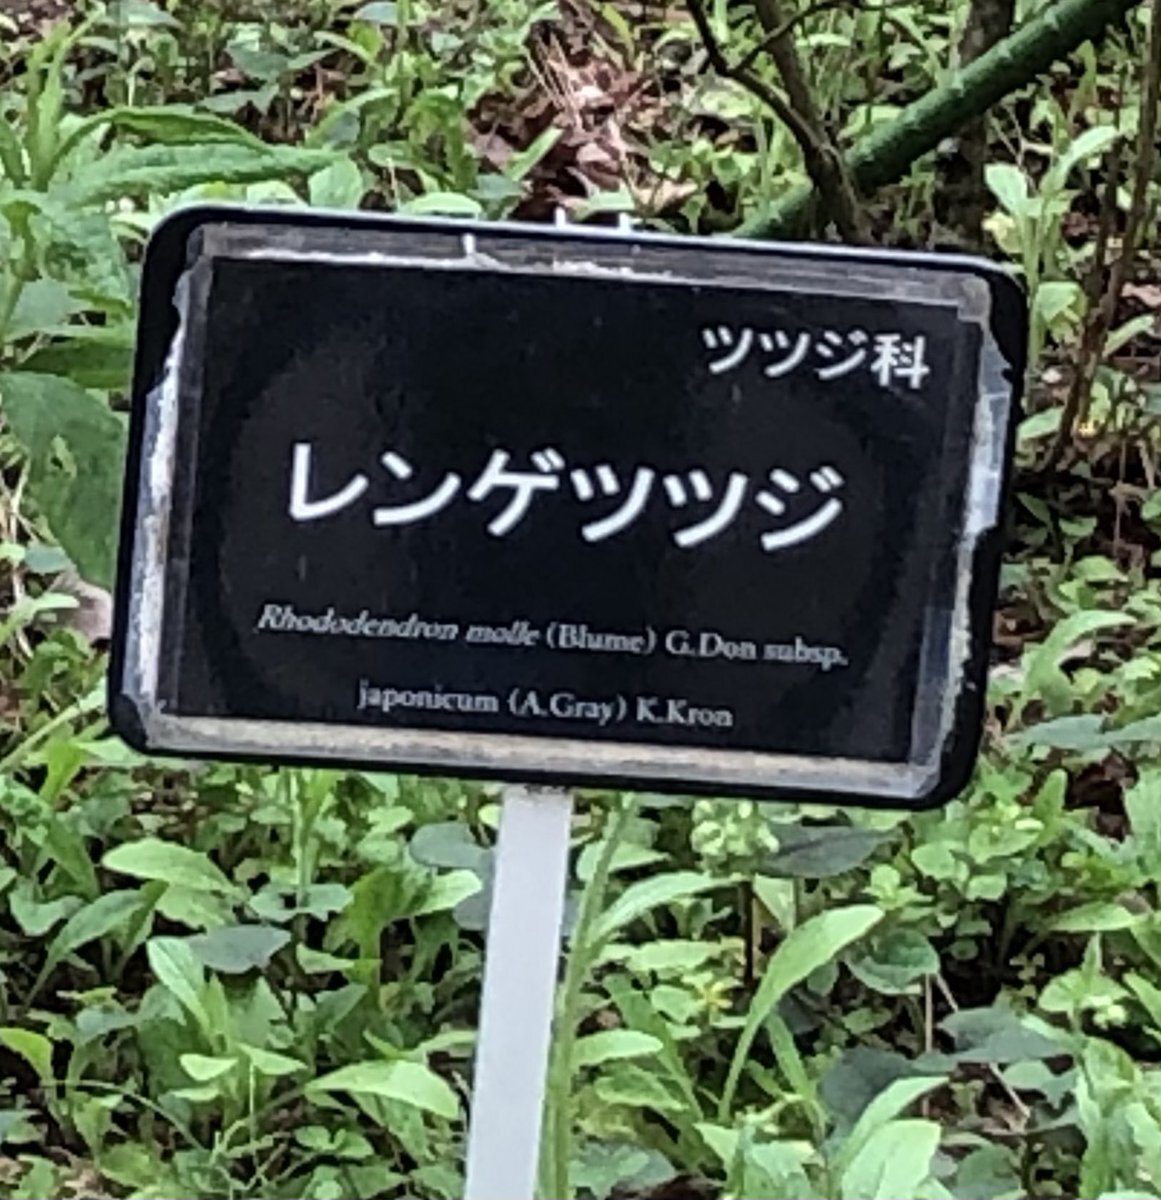 ツツジ科
レンゲツツジ
Rhododendron molle (Blume) G.Don subsp.
japonicum (A.Gray) K.Kron